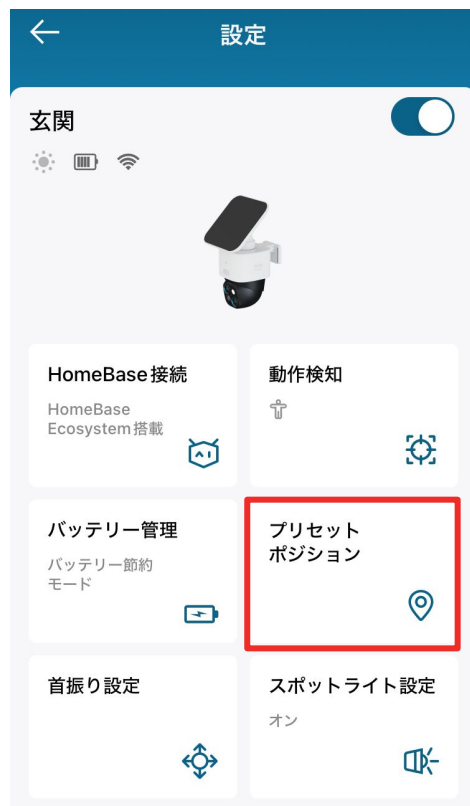 設定
玄関
HomeBase接続
HomeBase
Ecosystem搭載
動作検知
バッテリー管理
バッテリー節約
モード
プリセット
ポジション
首振り設定
スポットライト設定
オン